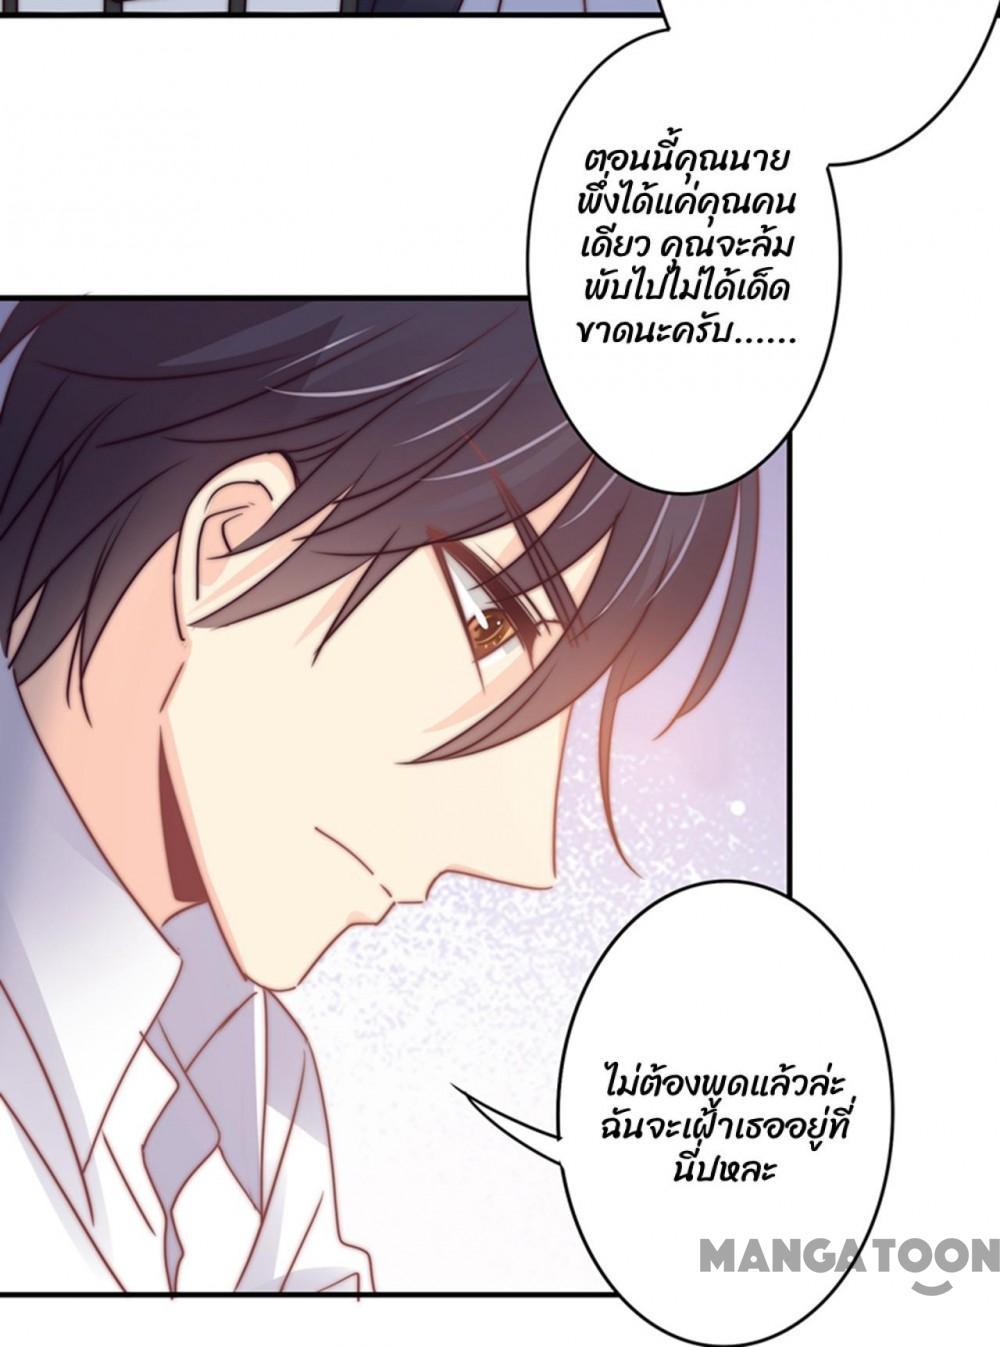 ตอนนี้คุณนาย
พึ่งได้แค่คุณคน
เดียว คุณจะล้ม
พับไปไม่ได้เด็ด
ขาดนะครับ......
ไม่ต้องพูดแล้วล่ะ
ฉันจะเฝ้าเธออยู่ที่
นี่ปหละ
MANGATOON